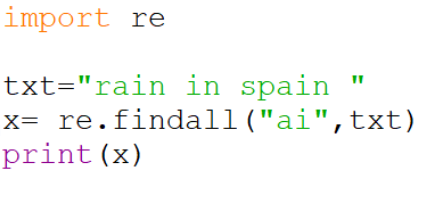 import re
txt="rain in spain "
x= re.findall("ai",txt)
print(x)